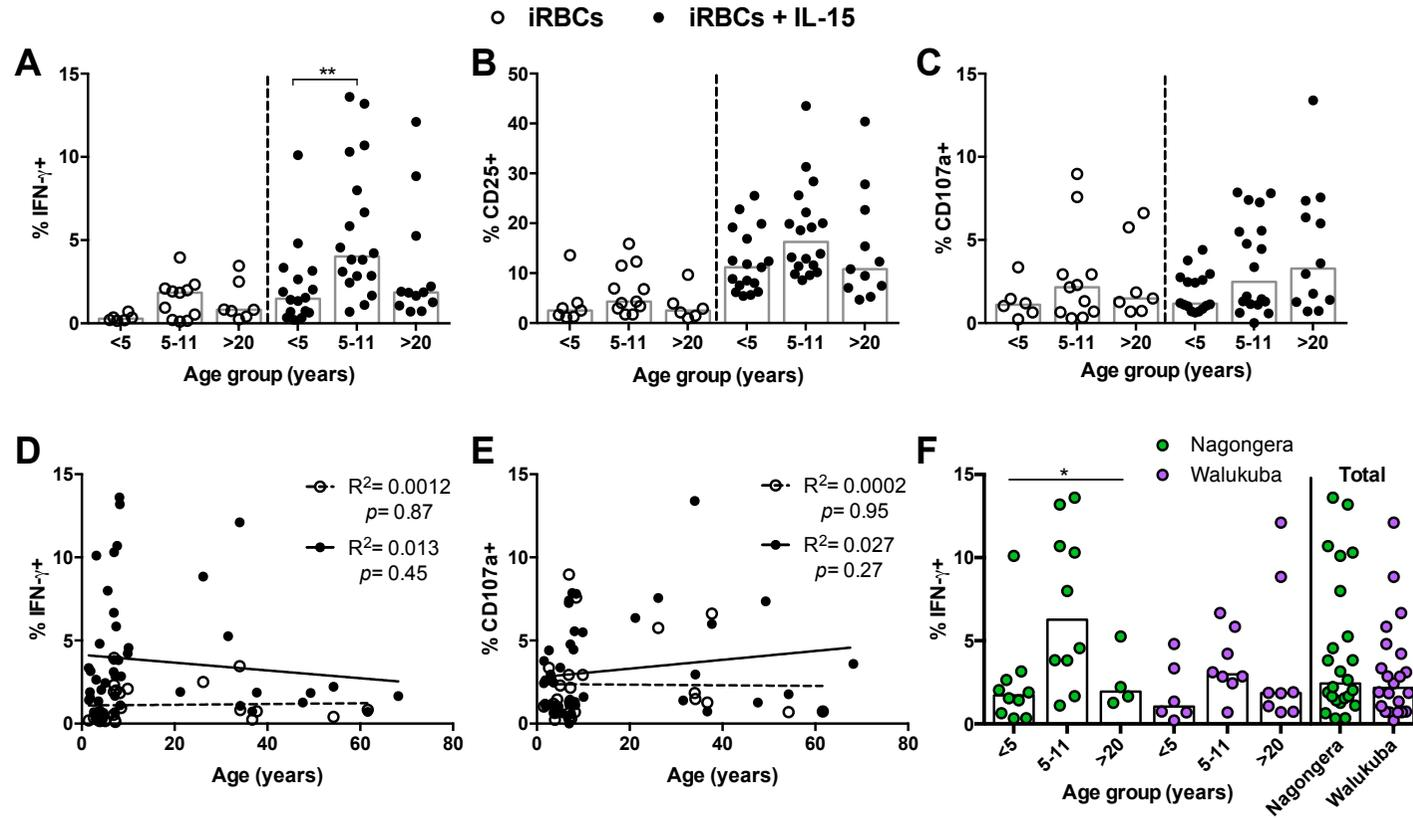 iRBCs iRBCs + IL-15
A
15
10
5
0
% IFN-γ+
**
<5 5-11 >20 <5 5-11 >20
Age group (years)
B
50
40
30
20
10
0
% CD25+
<5 5-11 >20 <5 5-11 >20
Age group (years)
C
15
10
5
0
% CD107a+
<5 5-11 >20 <5 5-11 >20
Age group (years)
D
15
10
5
0
% IFN-γ+
R²= 0.0012
p= 0.87
R²= 0.013
p= 0.45
0 20 40 60 80
Age (years)
E
15
10
5
0
% CD107a+
R²= 0.0002
p= 0.95
R²= 0.027
p= 0.27
0 20 40 60 80
Age (years)
F
Nagongera
Walukuba
Total
15
10
5
0
% IFN-γ+
*
<5 5-11 >20 <5 5-11 >20 Nagongera Walukuba
Age group (years)